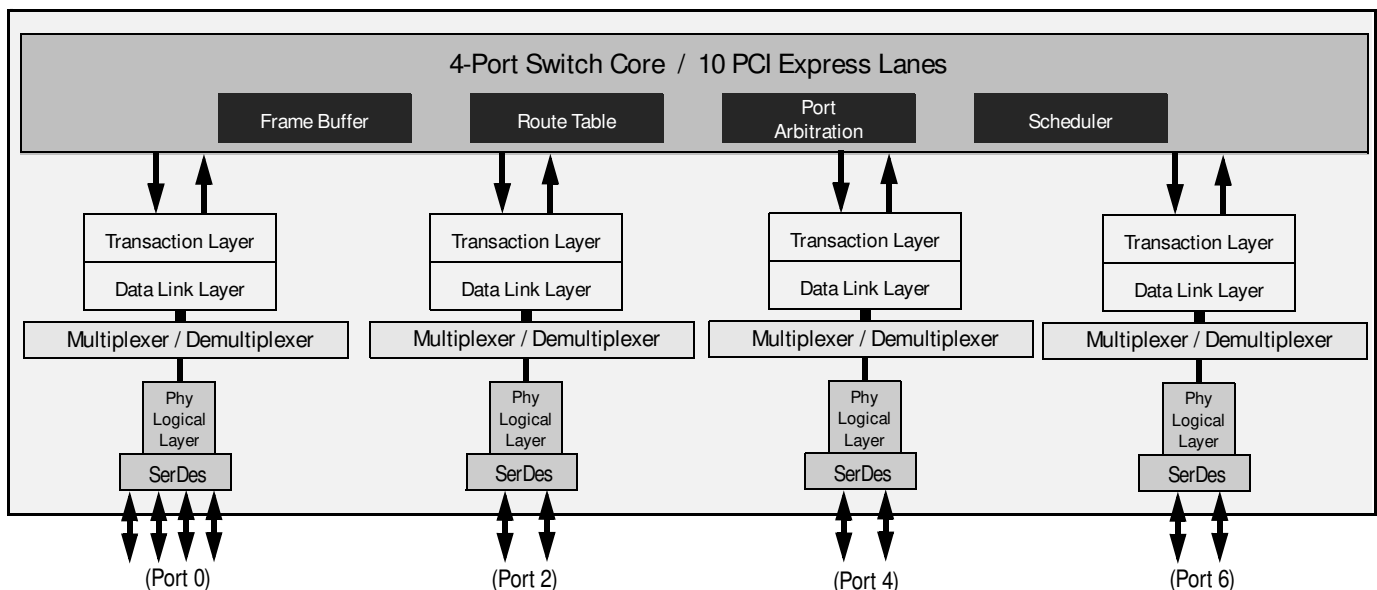 4-Port Switch Core / 10 PCI Express Lanes
Frame Buffer
Route Table
Port
Arbitration
Scheduler
Transaction Layer
Data Link Layer
Multiplexer / Demultiplexer
Phy
Logical
Layer
SerDes
(Port 0)
Transaction Layer
Data Link Layer
Multiplexer / Demultiplexer
Phy
Logical
Layer
SerDes
(Port 2)
Transaction Layer
Data Link Layer
Multiplexer / Demultiplexer
Phy
Logical
Layer
SerDes
(Port 4)
Transaction Layer
Data Link Layer
Multiplexer / Demultiplexer
Phy
Logical
Layer
SerDes
(Port 6)